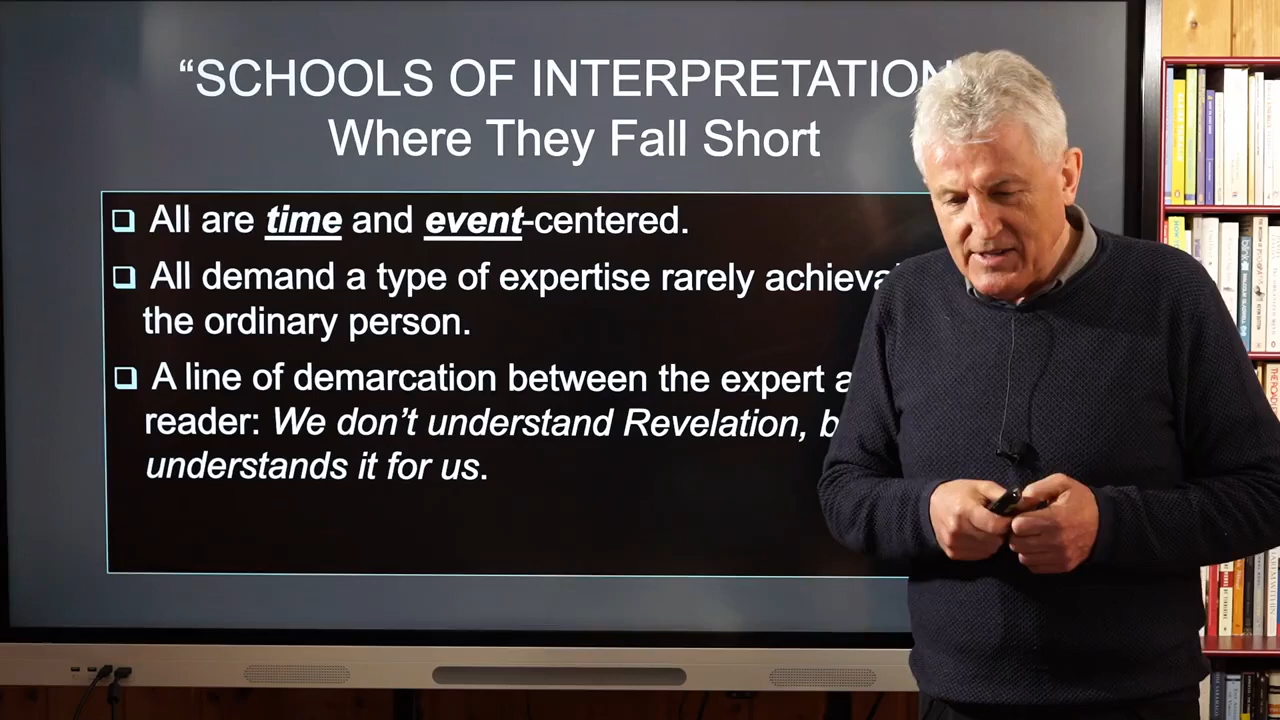 “SCHOOLS OF INTERPRETATION
Where They Fall Short
All are time and event-centered.
All demand a type of expertise rarely
the ordinary person.
A line of demarcation between the expert
reader: We don’t understand Revelation,
understands it for us.